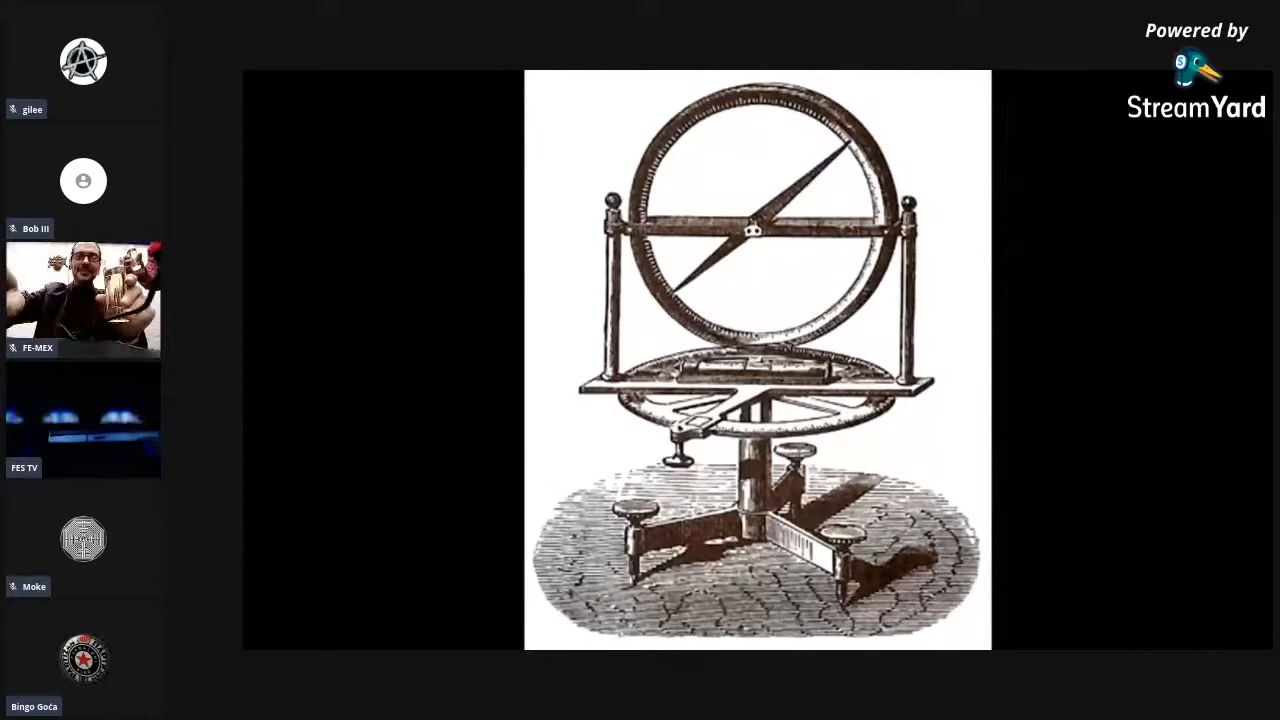 Powered by
StreamYard
gilee
Bob III
FE-MEX
FES TV
Moke
Bingo Goća